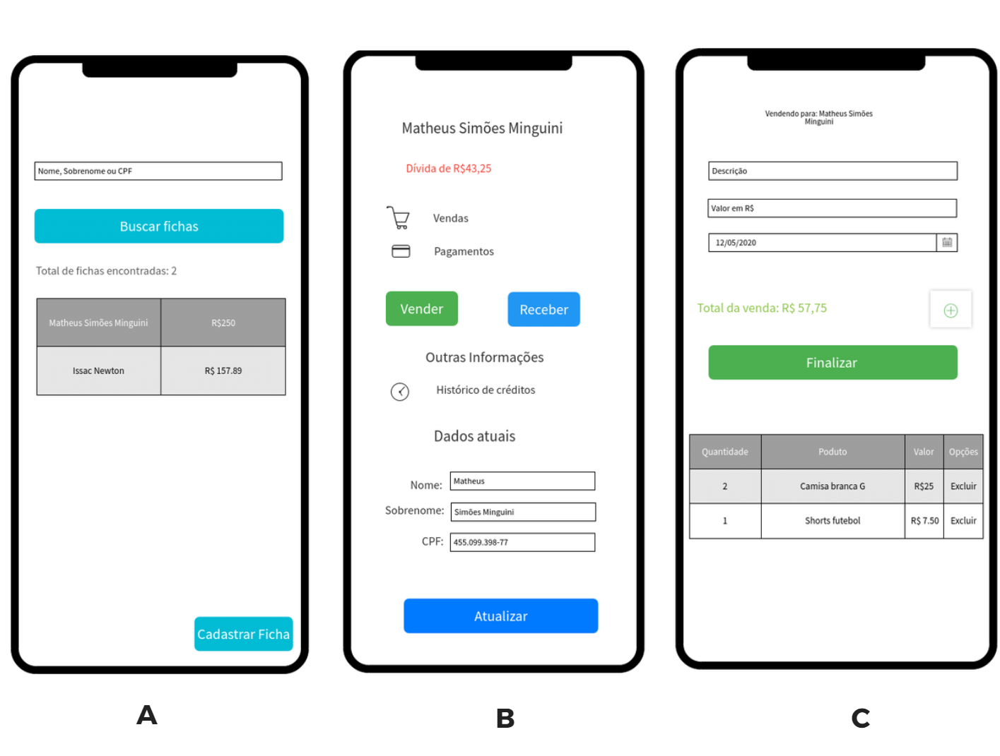 Nome, Sobrenome ou CPF
Buscar fichas
Total de fichas encontradas: 2
Matheus Simões Minguini R$250
Issac Newton R$ 157.89
Cadastrar Ficha
A
Matheus Simões Minguini
Dívida de R$43,25
Vendas
Pagamentos
Vender Receber
Outras Informações
Histórico de créditos
Dados atuais
Nome: Matheus
Sobrenome: Simões Minguini
CPF: 455.099.398-77
Atualizar
B
Vendendo para: Matheus Simões
Minguini
Descrição
Valor em R$
12/05/2020
Total da venda: R$ 57,75
Finalizar
Quantidade Poduto Valor Opções
2 Camisa branca G R$25 Excluir
1 Shorts futebol R$ 7.50 Excluir
C